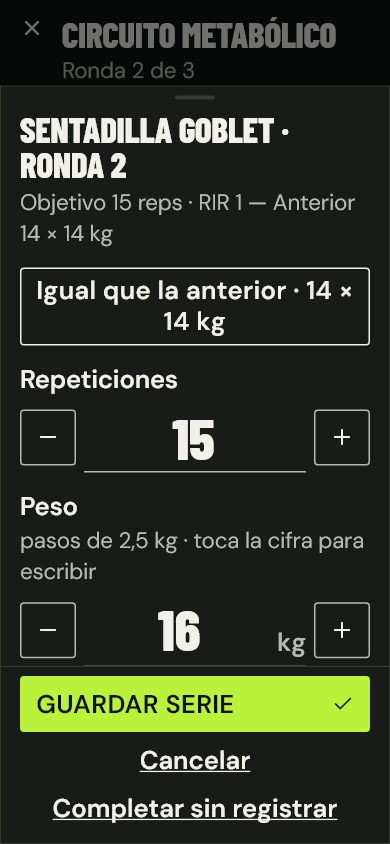 × CIRCUITO METABÓLICO
Ronda 2 de 3
SENTADILLA GOBLET ·
RONDA 2
Objetivo 15 reps · RIR 1 — Anterior
14 × 14 kg
Igual que la anterior · 14 ×
14 kg
Repeticiones
− 15 +
Peso
pasos de 2,5 kg · toca la cifra para
escribir
− 16 kg +
GUARDAR SERIE ✓
Cancelar
Completar sin registrar